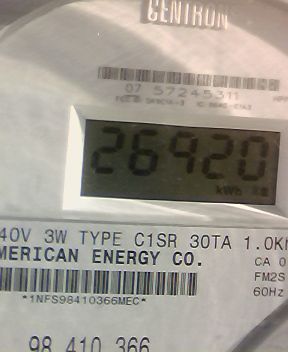 CENTRON
07 57245311
26920
kWh
40V 3W TYPE C1SR 30TA 1.0K
MERICAN ENERGY CO.
CA 0
FM2S
*1NFS98410366MEC*
60Hz
98 410 366